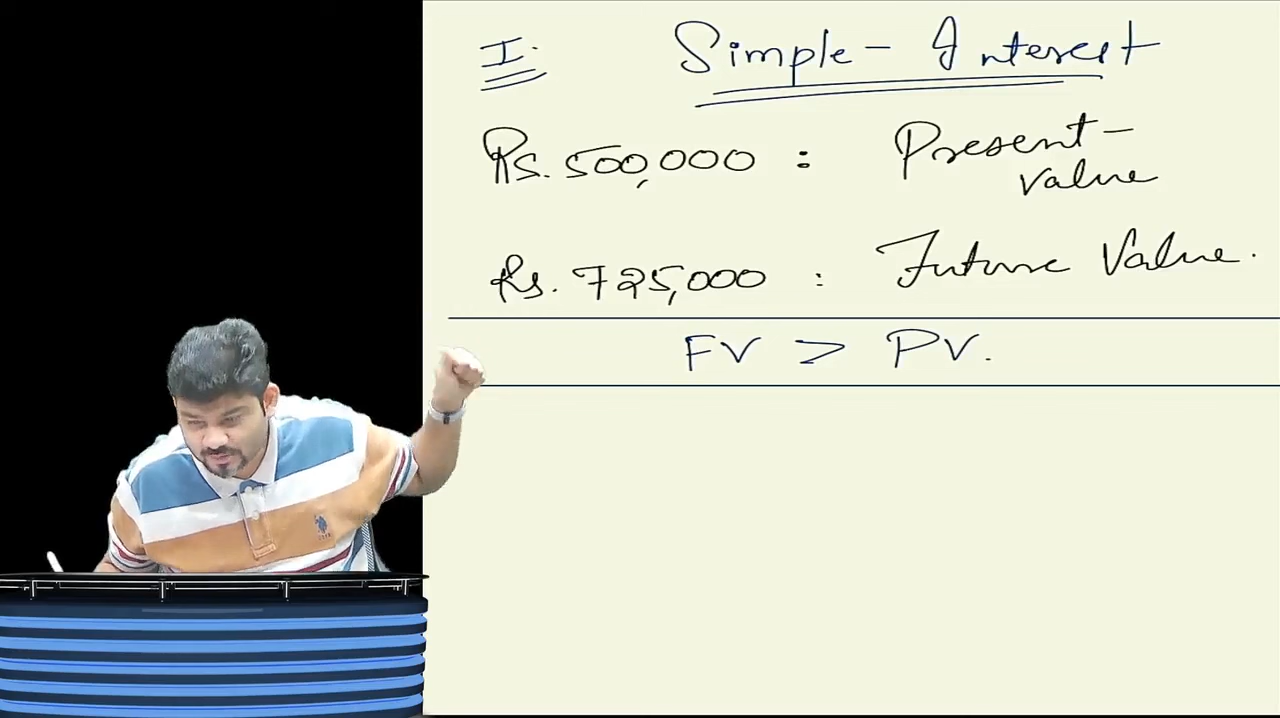 I. Simple-Interest
Rs. 500,000 : Present-
value
Rs. 725,000 : Future Value.
FV > PV.